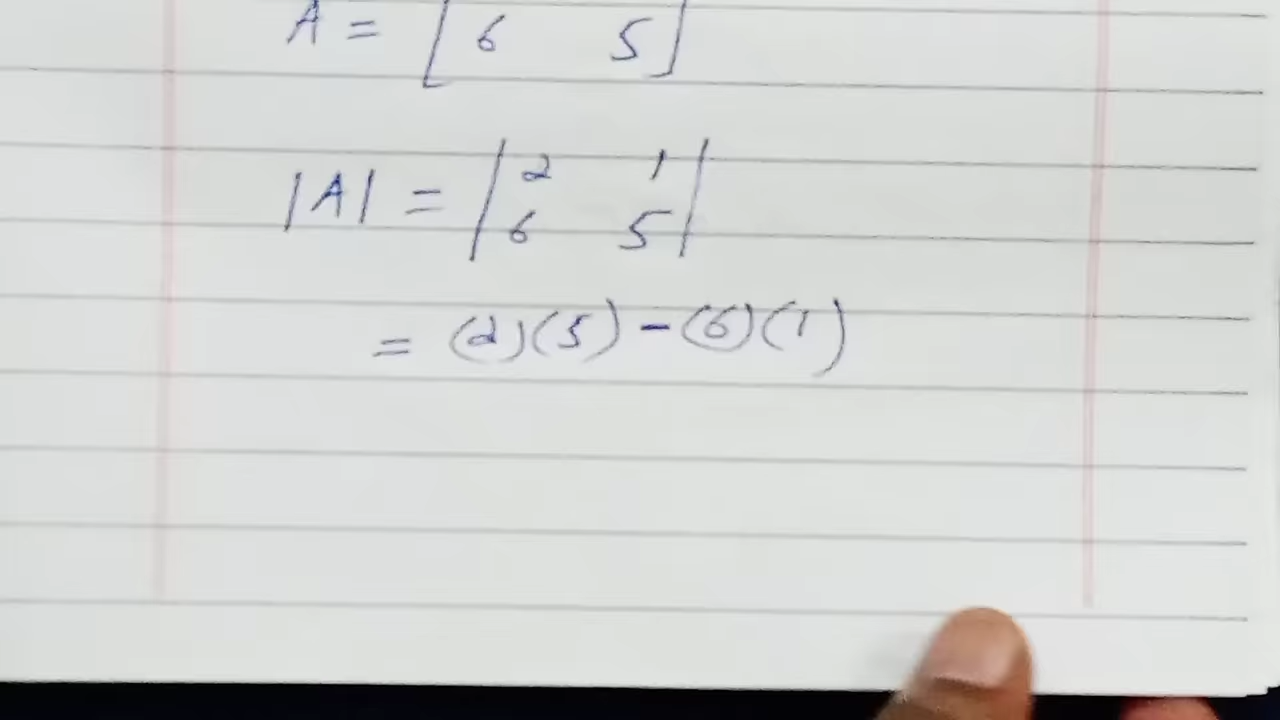 A = [ 6 5 ]
|A| = | 2 1 |
| 6 5 |
= (2)(5) - (6)(1)